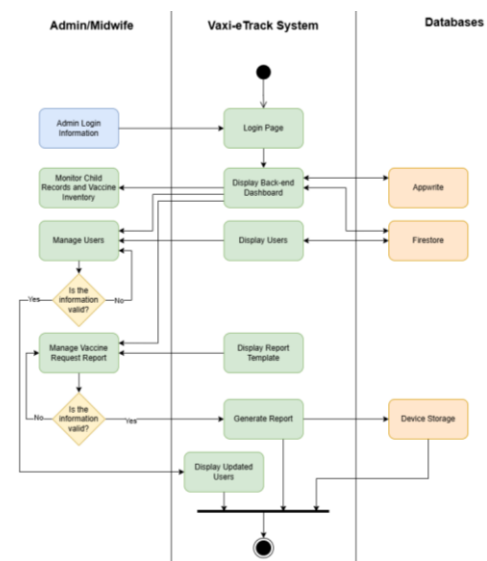 Admin/Midwife
Vaxi-eTrack System
Databases
Admin Login
Information
Login Page
Monitor Child
Records and Vaccine
Inventory
Display Back-end
Dashboard
Appwrite
Manage Users
Display Users
Firestore
Is the
information
valid?
Yes
No
Manage Vaccine
Request Report
Display Report
Template
Is the
information
valid?
No
Yes
Generate Report
Device Storage
Display Updated
Users